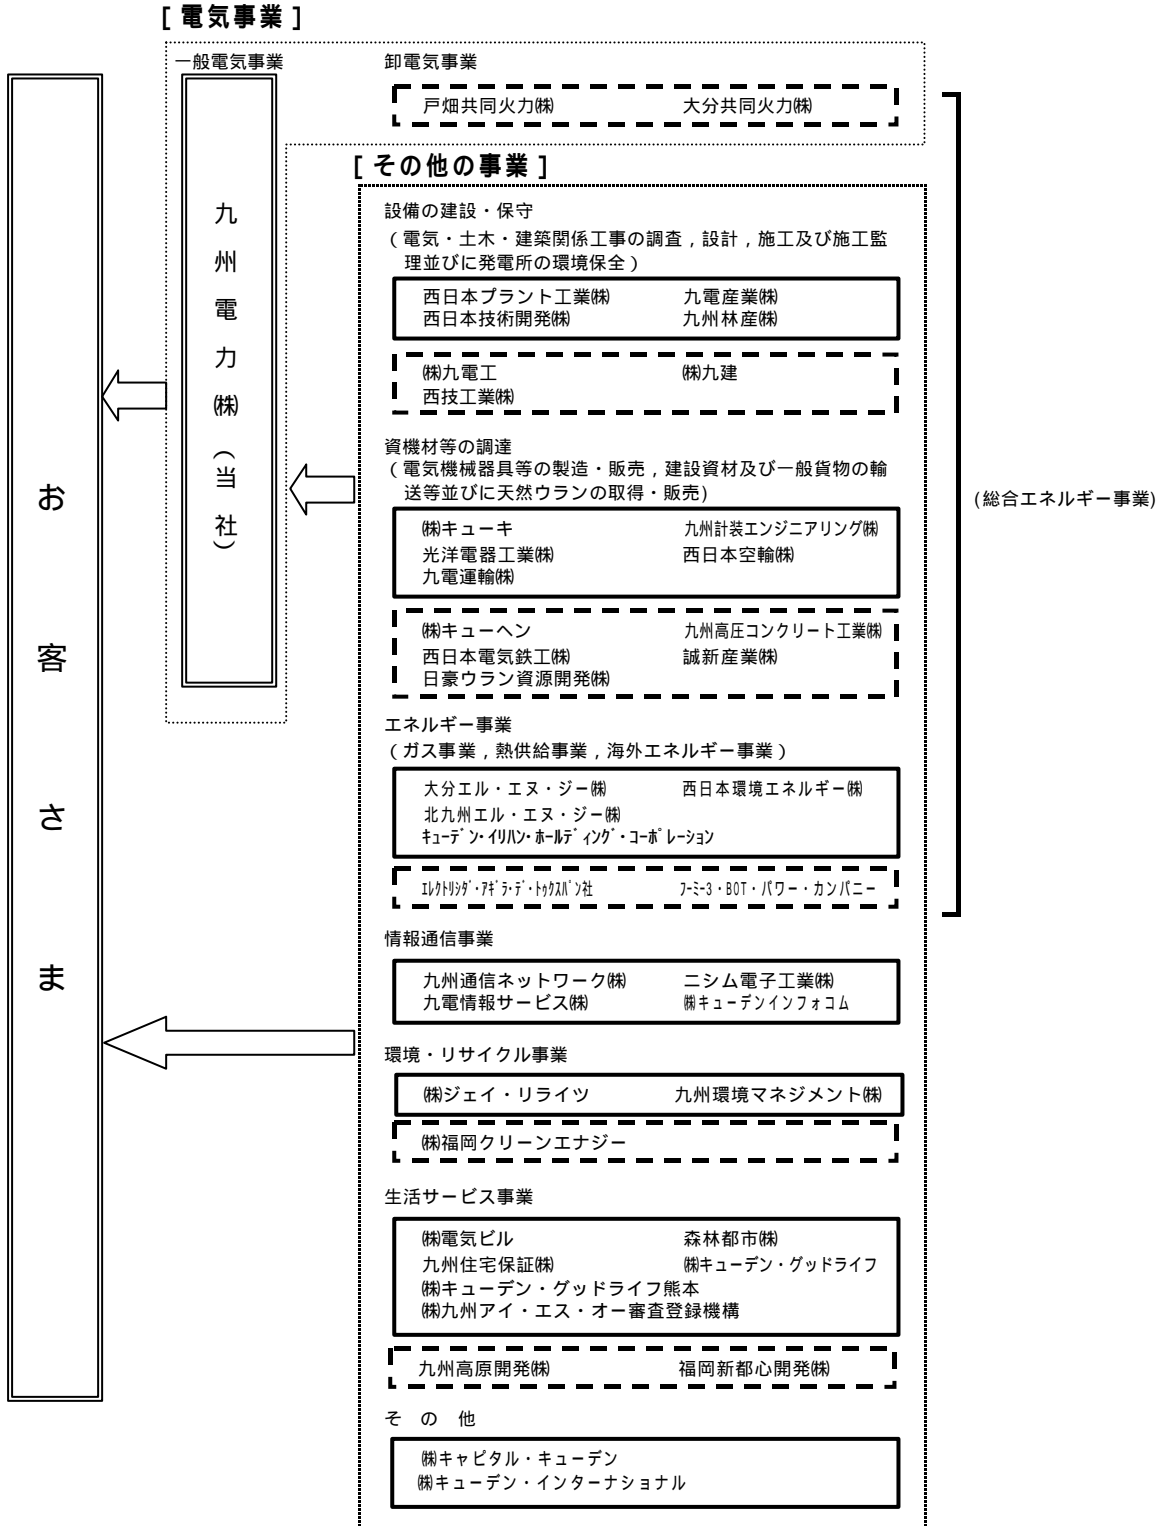 [ 電気事業 ]
一般電気事業
卸電気事業
戸畑共同火力㈱ 大分共同火力㈱
[ その他の事業 ]
九州電力㈱(当社)
お客さま
設備の建設・保守
(電気・土木・建築関係工事の調査,設計,施工及び施工監
理並びに発電所の環境保全)
西日本プラント工業㈱ 九電産業㈱
西日本技術開発㈱ 九州林産㈱
㈱九電工 ㈱九建
西技工業㈱
資機材等の調達
(電気機械器具等の製造・販売,建設資材及び一般貨物の輸
送等並びに天然ウランの取得・販売)
㈱キューキ 九州計装エンジニアリング㈱
光洋電器工業㈱ 西日本空輸㈱
九電運輸㈱
㈱キューヘン 九州高圧コンクリート工業㈱
西日本電気鉄工㈱ 誠新産業㈱
日豪ウラン資源開発㈱
(総合エネルギー事業)
エネルギー事業
(ガス事業,熱供給事業,海外エネルギー事業)
大分エル・エヌ・ジー㈱ 西日本環境エネルギー㈱
北九州エル・エヌ・ジー㈱
ｷｭｰﾃﾞﾝ･ｲﾘﾊﾝ･ﾎｰﾙﾃﾞｨﾝｸﾞ･ｺｰﾎﾟﾚｰｼｮﾝ
ｴﾚｸﾄﾘｼﾀﾞ･ｱｷﾞﾗ･ﾃﾞ･ﾄｩｸｽﾊﾟﾝ社 ﾌｰﾐｰ3・BOT・パワー・カンパニー
情報通信事業
九州通信ネットワーク㈱ ニシム電子工業㈱
九電情報サービス㈱ ㈱キューデンインフォコム
環境・リサイクル事業
㈱ジェイ・リライツ 九州環境マネジメント㈱
㈱福岡クリーンエナジー
生活サービス事業
㈱電気ビル 森林都市㈱
九州住宅保証㈱ ㈱キューデン・グッドライフ
㈱キューデン・グッドライフ熊本
㈱九州アイ・エス・オー審査登録機構
九州高原開発㈱ 福岡新都心開発㈱
そ の 他
㈱キャピタル・キューデン
㈱キューデン・インターナショナル